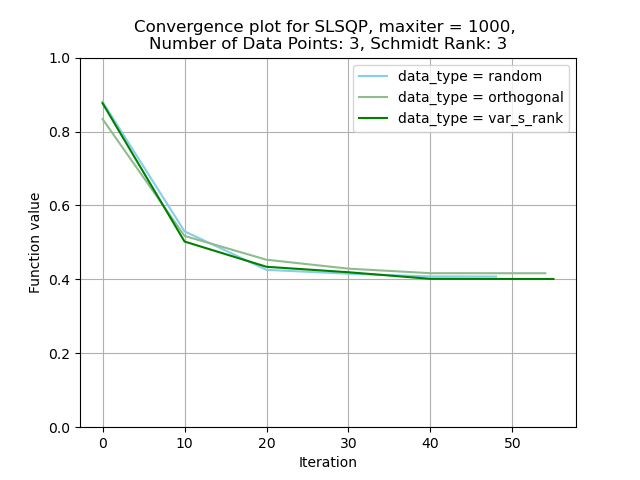 Convergence plot for SLSQP, maxiter = 1000,
Number of Data Points: 3, Schmidt Rank: 3
data_type = random
data_type = orthogonal
data_type = var_s_rank
Function value
1.0
0.8
0.6
0.4
0.2
0.0
0 10 20 30 40 50
Iteration